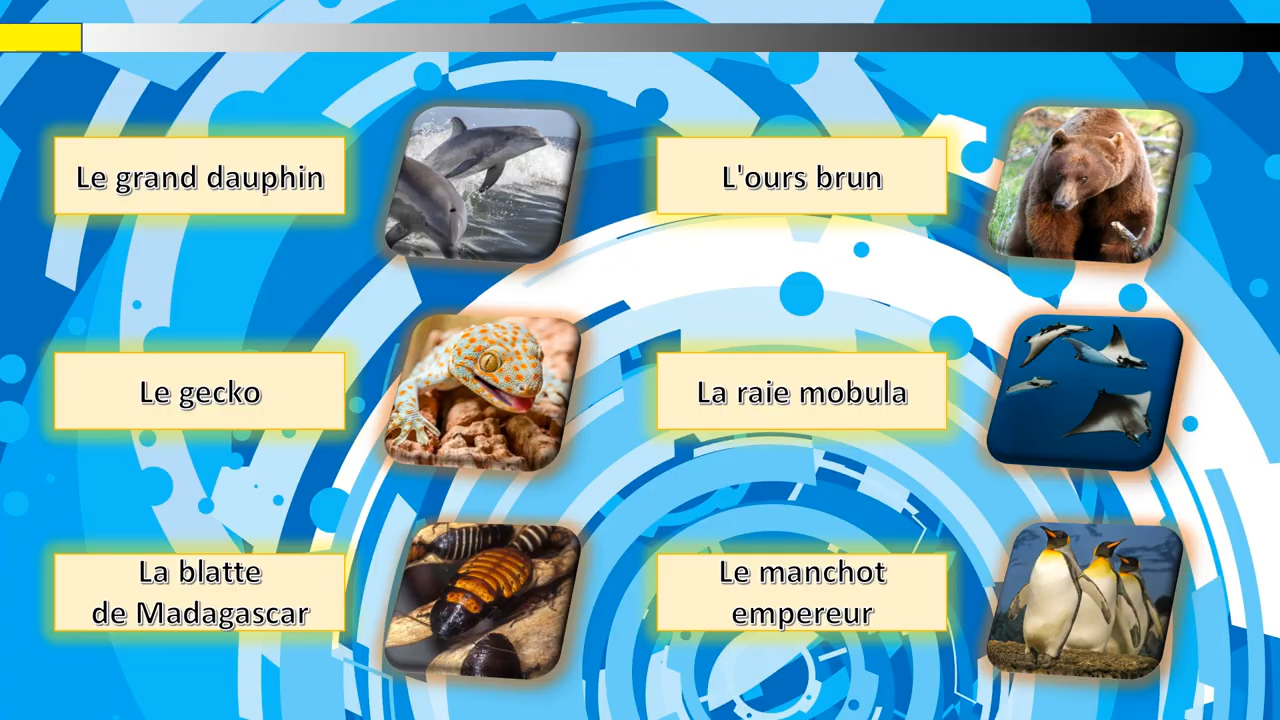 Le grand dauphin
L'ours brun
Le gecko
La raie mobula
La blatte
de Madagascar
Le manchot
empereur